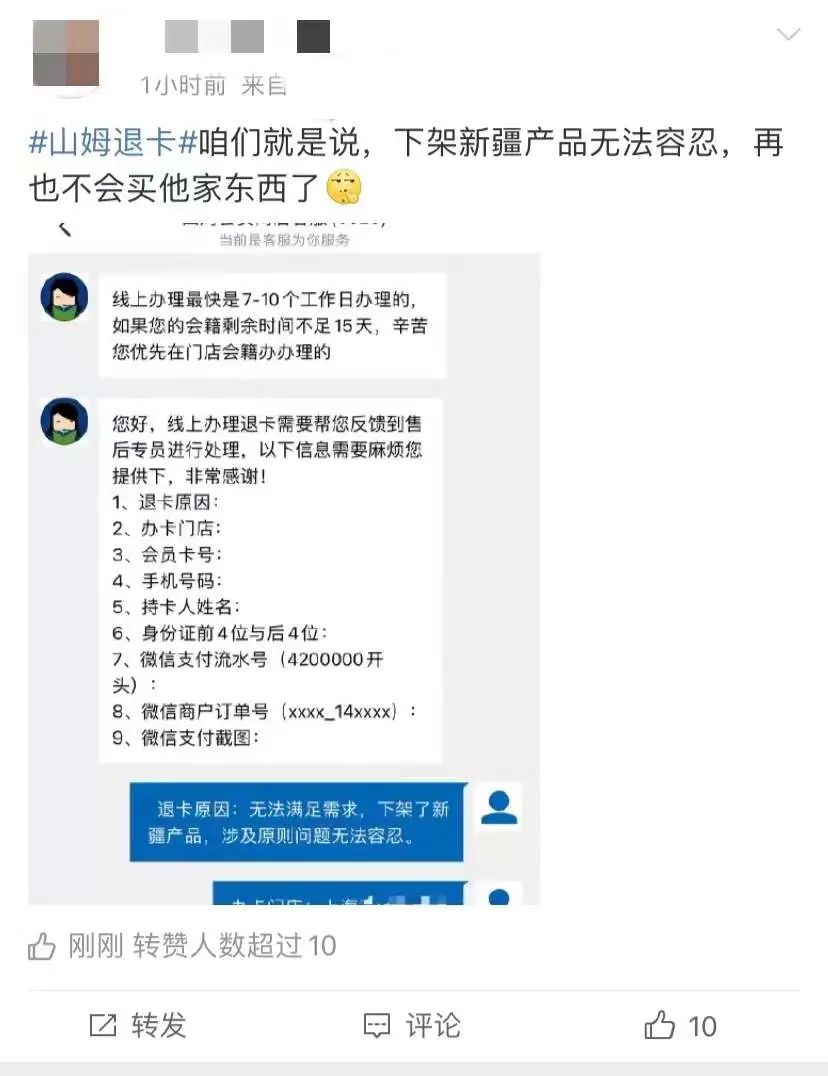 1小时前 来自
#山姆退卡#咱们就是说，下架新疆产品无法容忍，再
也不会买他家东西了
当前是客服为你服务
线上办理最快是7-10个工作日办理的，
如果您的会籍剩余时间不足15天，辛苦
您优先在门店会籍办办理的
您好，线上办理退卡需要帮您反馈到售
后专员进行处理，以下信息需要麻烦您
提供下，非常感谢！
1、退卡原因：
2、办卡门店：
3、会员卡号：
4、手机号码：
5、持卡人姓名：
6、身份证前4位与后4位：
7、微信支付流水号（4200000开
头）：
8、微信商户订单号（xxxx_14xxxx）：
9、微信支付截图：
退卡原因：无法满足需求，下架了新
疆产品，涉及原则问题无法容忍。
办卡门店：上海
刚刚 转赞人数超过10
转发
评论
10